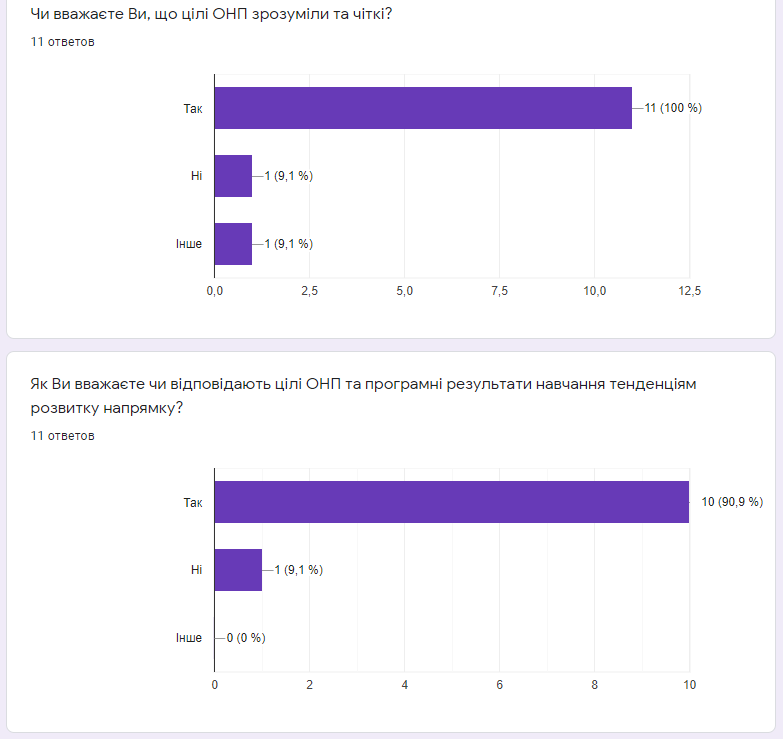 Чи вважаєте Ви, що цілі ОНП зрозуміли та чіткі?
11 ответов
Так
11 (100 %)
Ні
1 (9,1 %)
Інше
1 (9,1 %)
0,0 2,5 5,0 7,5 10,0 12,5
Як Ви вважаєте чи відповідають цілі ОНП та програмні результати навчання тенденціям
розвитку напрямку?
11 ответов
Так
10 (90,9 %)
Ні
1 (9,1 %)
Інше
0 (0 %)
0 2 4 6 8 10